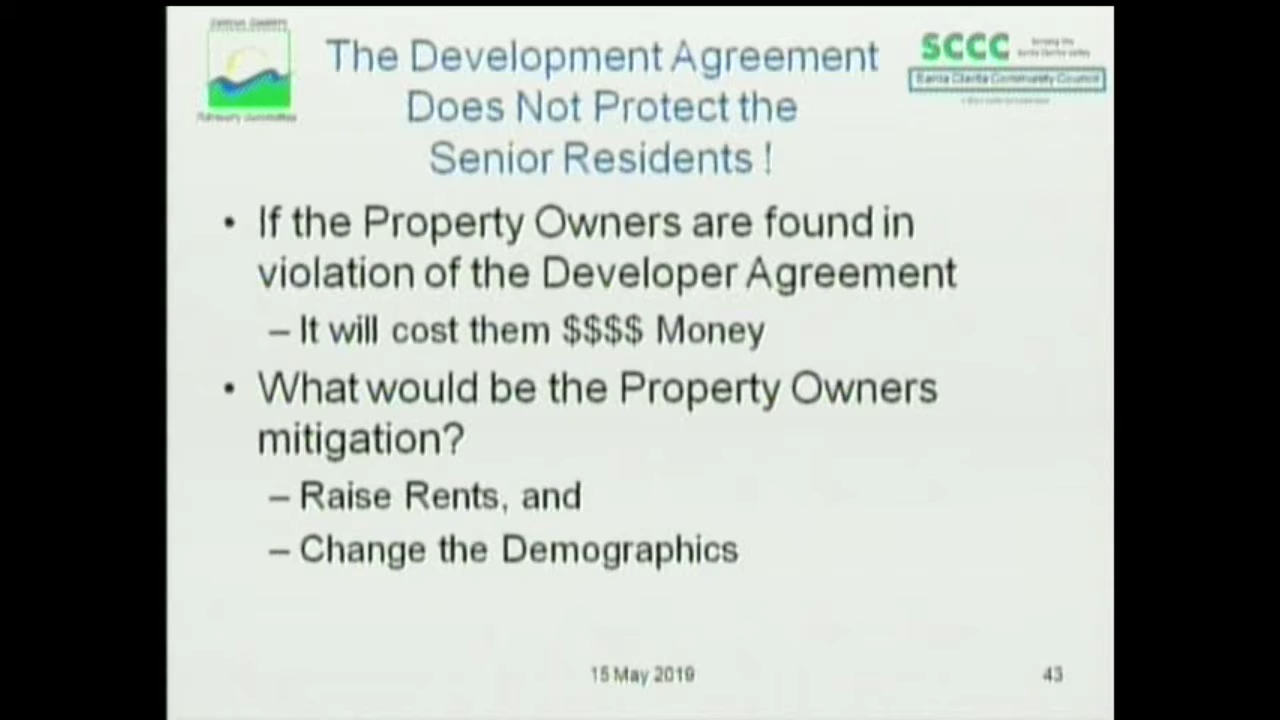 The Development Agreement
Does Not Protect the
Senior Residents !
SCCC
Santa Clarita Community Council
• If the Property Owners are found in
violation of the Developer Agreement
– It will cost them $$$$ Money
• What would be the Property Owners
mitigation?
– Raise Rents, and
– Change the Demographics
15 May 2019
43